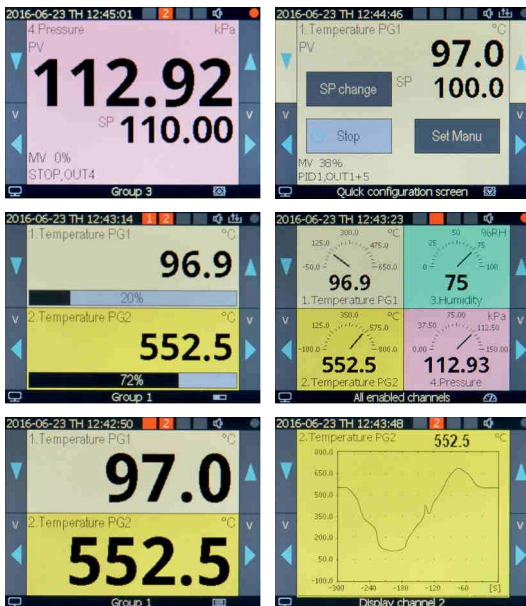 2016-06-23 TH 12:45:01
4.Pressure kPa
PV
112.92
SP 110.00
MV 0%
STOP,OUT4
Group 3
2016-06-23 TH 12:44:46
1.Temperature PG1 °C
PV
97.0
SP change
SP 100.0
Stop
Set Manu
MV 38%
PID1,OUT1+5
Quick configuration screen
2016-06-23 TH 12:43:14 1 2
1.Temperature PG1 °C
96.9
20%
2.Temperature PG2 °C
552.5
72%
Group 1
2016-06-23 TH 12:43:23
300.0 °C
125.0 475.0
-50.0 650.0
96.9
1.Temperature PG1
50 %RH
25 75
0 100
75
3.Humidity
350.0 °C
125.0 575.0
-100.0 800.0
552.5
2.Temperature PG2
75.00 kPa
37.50 112.50
0.00 150.00
112.93
4.Pressure
All enabled channels
2016-06-23 TH 12:42:50 2
1.Temperature PG1 °C
97.0
2.Temperature PG2 °C
552.5
Group 1
2016-06-23 TH 12:43:48 2
2.Temperature PG2 552.5 °C
800.0
650.0
500.0
350.0
200.0
50.0
-100.0
-300 -240 -180 -120 -60 [S]
Display channel 2